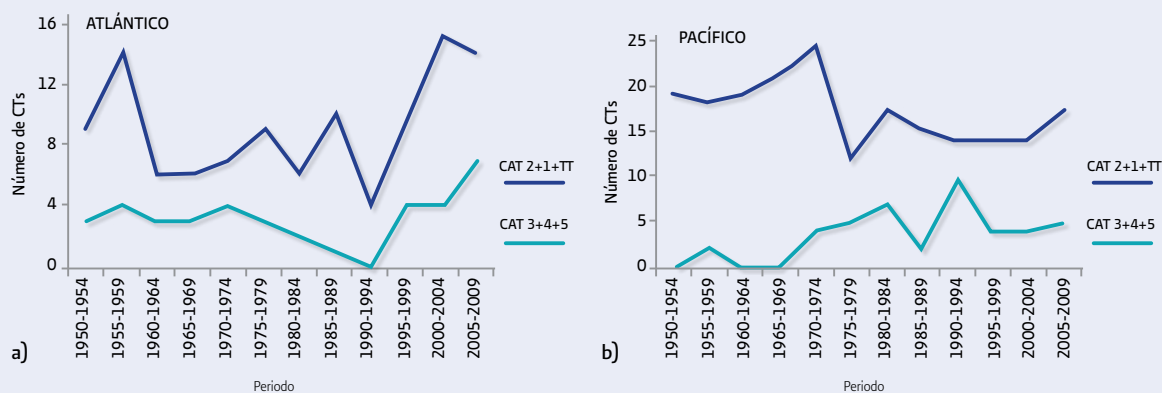 ATLÁNTICO
16
12
8
4
0
Número de CTs
CAT 2+1+TT
CAT 3+4+5
1950-1954
1955-1959
1960-1964
1965-1969
1970-1974
1975-1979
1980-1984
1985-1989
1990-1994
1995-1999
2000-2004
2005-2009
a)
Periodo
PACÍFICO
25
20
15
10
5
0
Número de CTs
CAT 2+1+TT
CAT 3+4+5
1950-1954
1955-1959
1960-1964
1965-1969
1970-1974
1975-1979
1980-1984
1985-1989
1990-1994
1995-1999
2000-2004
2005-2009
b)
Periodo